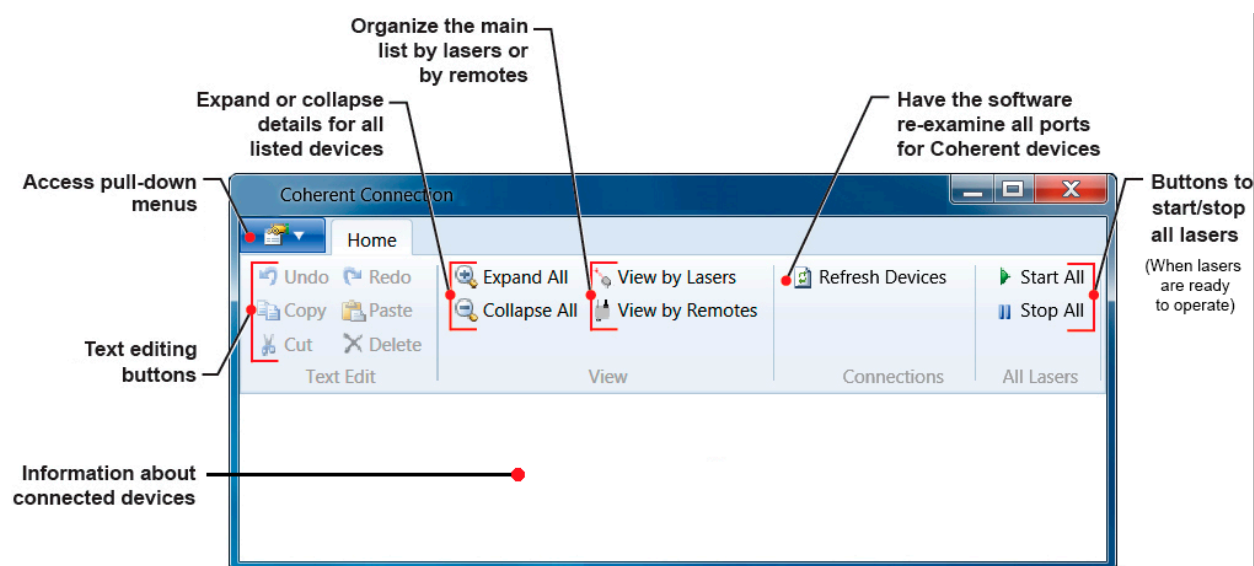 Organize the main
list by lasers or
by remotes
Expand or collapse
details for all
listed devices
Have the software
re-examine all ports
for Coherent devices
Access pull-down
menus
Buttons to
start/stop
all lasers
(When lasers
are ready
to operate)
Text editing
buttons
Information about
connected devices
Coherent Connection
Home
Undo Redo
Copy Paste
Cut Delete
Text Edit
Expand All
Collapse All
View by Lasers
View by Remotes
View
Refresh Devices
Connections
Start All
Stop All
All Lasers